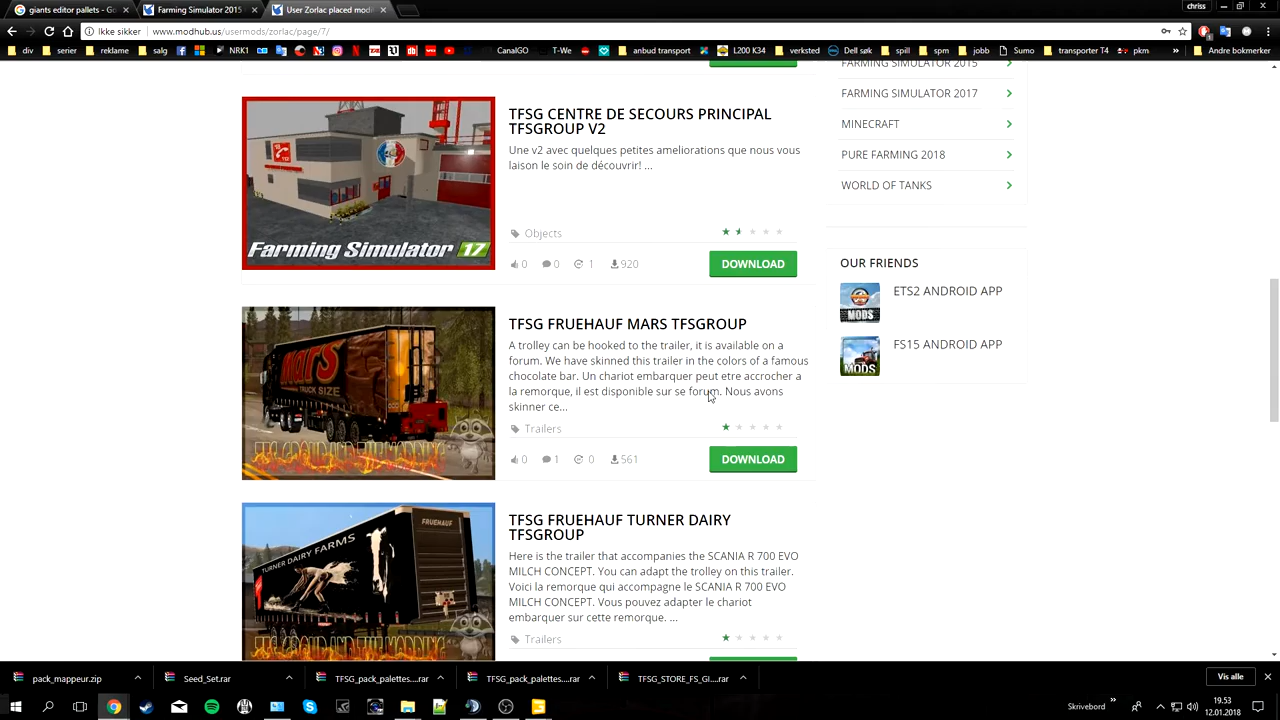 giants editor pallets - Go
Farming Simulator 2015
User Zorlac placed mod
chriss
Ikke sikker
www.modhub.us/usermods/zorlac/page/7/
div
serier
reklame
salg
NRK1
CanalGO
T-We
anbud transport
L200 K34
verksted
Dell søk
spill
spm
jobb
Sumo
transporter T4
pkm
»
Andre bokmerker
FARMING SIMULATOR 2015
FARMING SIMULATOR 2017
MINECRAFT
PURE FARMING 2018
WORLD OF TANKS
OUR FRIENDS
ETS2 ANDROID APP
FS15 ANDROID APP
MODS
MODS
Farming Simulator 17
TFSG CENTRE DE SECOURS PRINCIPAL
TFSGROUP V2
Une v2 avec quelques petites ameliorations que nous vous
laison le soin de découvrir! ...
Objects
0
0
1
920
DOWNLOAD
Mars
TRUCK SIZE
TFSG FRUEHAUF MARS TFSGROUP
A trolley can be hooked to the trailer, it is available on a
forum. We have skinned this trailer in the colors of a famous
chocolate bar. Un chariot embarquer peut etre accrocher a
la remorque, il est disponible sur se forum. Nous avons
skinner ce...
Trailers
0
1
0
561
DOWNLOAD
FRUEHAUF
TURNER DAIRY FARMS
TFSG FRUEHAUF TURNER DAIRY
TFSGROUP
Here is the trailer that accompanies the SCANIA R 700 EVO
MILCH CONCEPT. You can adapt the trolley on this trailer.
Voici la remorque qui accompagne le SCANIA R 700 EVO
MILCH CONCEPT. Vous pouvez adapter le chariot
embarquer sur cette remorque. ...
Trailers
pack_mappeur.zip
Seed_Set.rar
TFSG_pack_palettes....rar
TFSG_pack_palettes....rar
TFSG_STORE_FS_GI....rar
Vis alle
Skrivebord
»
19.53
12.01.2018